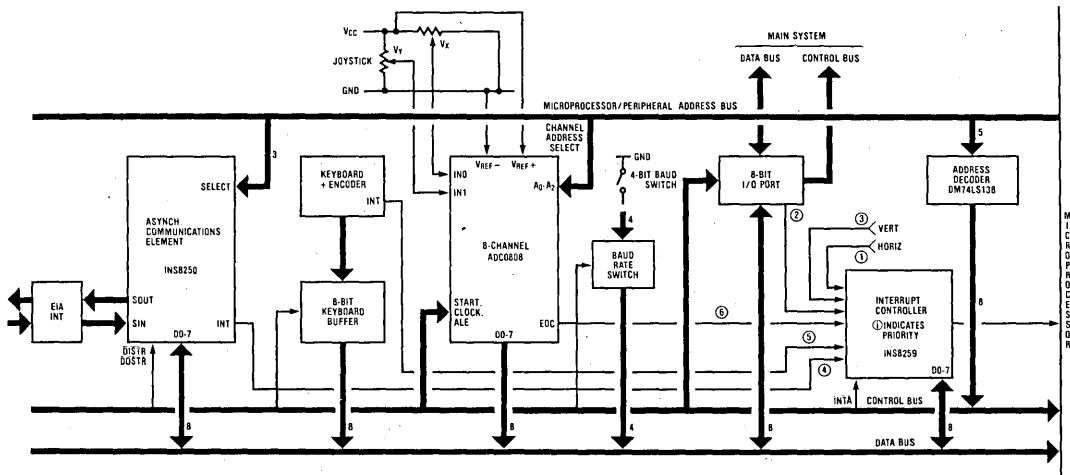 MAIN SYSTEM
DATA BUS
CONTROL BUS
VCC
VX
VY
JOYSTICK
GND
MICROPROCESSOR/PERIPHERAL ADDRESS BUS
CHANNEL
ADDRESS
SELECT
3
5
VREF −
VREF +
IN0
IN1
A0-A2
8-CHANNEL
ADC0808
START,
CLOCK,
ALE
EOC
D0-7
SELECT
ASYNCH
COMMUNICATIONS
ELEMENT
INS8250
SOUT
SIN
INT
D0-7
DISTR
DOSTR
EIA
INT
KEYBOARD
+ ENCODER
INT
8-BIT
KEYBOARD
BUFFER
GND
4-BIT BAUD
SWITCH
4
BAUD
RATE
SWITCH
8-BIT
I/O PORT
ADDRESS
DECODER
DM74LS138
②
③
VERT
HORIZ
①
INTERRUPT
CONTROLLER
ⓘ INDICATES
PRIORITY
INS8259
D0-7
⑥
⑤
④
8
INTA
CONTROL BUS
8
8
8
4
8
8
DATA BUS
MICROPROCESSOR